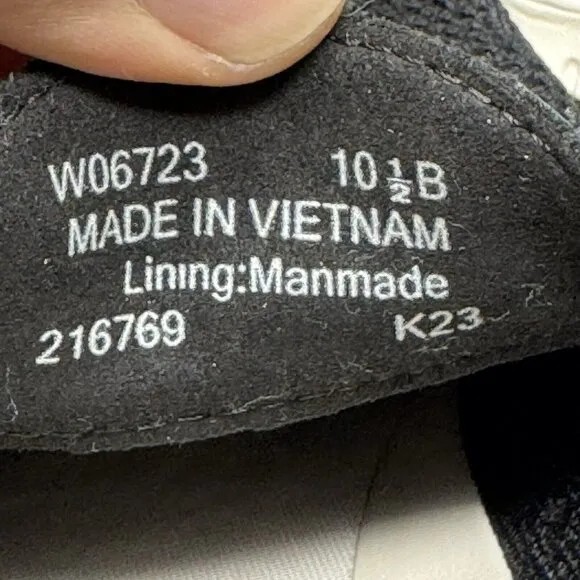 W06723 10 ½ B
MADE IN VIETNAM
Lining:Manmade
216769 K23